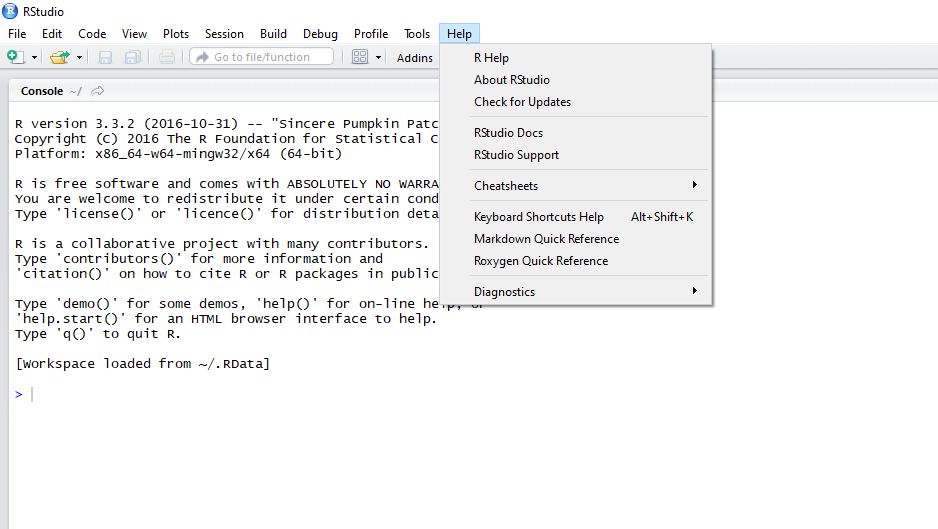 RStudio
File Edit Code View Plots Session Build Debug Profile Tools Help
Go to file/function Addins
R Help
About RStudio
Check for Updates
RStudio Docs
RStudio Support
Cheatsheets
Keyboard Shortcuts Help Alt+Shift+K
Markdown Quick Reference
Roxygen Quick Reference
Diagnostics
Console ~/
R version 3.3.2 (2016-10-31) -- "Sincere Pumpkin Patc
Copyright (C) 2016 The R Foundation for Statistical C
Platform: x86_64-w64-mingw32/x64 (64-bit)
R is free software and comes with ABSOLUTELY NO WARRA
You are welcome to redistribute it under certain cond
Type 'license()' or 'licence()' for distribution deta
R is a collaborative project with many contributors.
Type 'contributors()' for more information and
'citation()' on how to cite R or R packages in public
Type 'demo()' for some demos, 'help()' for on-line help, or
'help.start()' for an HTML browser interface to help.
Type 'q()' to quit R.
[Workspace loaded from ~/.RData]
>